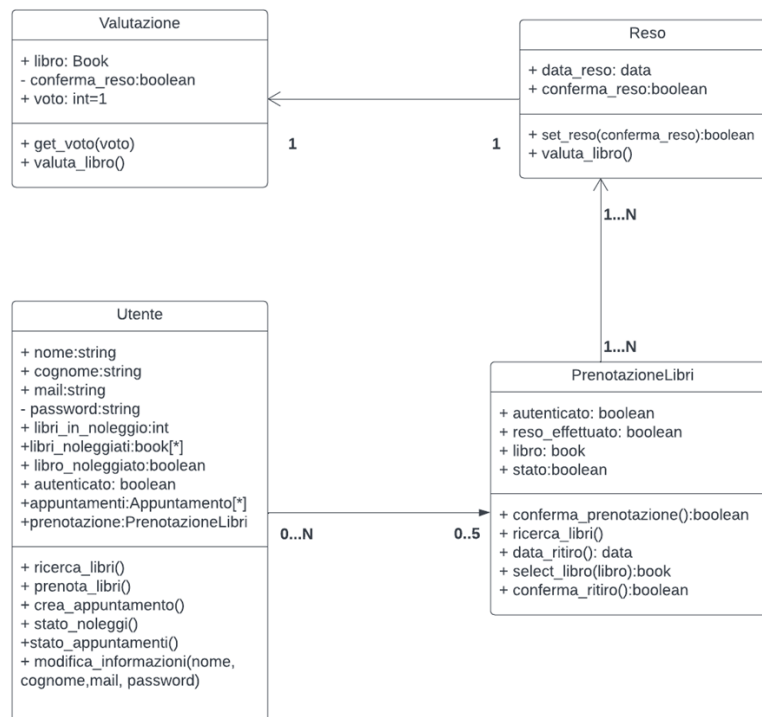 Valutazione
+ libro: Book
- conferma_reso:boolean
+ voto: int=1
+ get_voto(voto)
+ valuta_libro()
Reso
+ data_reso: data
+ conferma_reso:boolean
+ set_reso(conferma_reso):boolean
+ valuta_libro()
1
1
1...N
1...N
Utente
+ nome:string
+ cognome:string
+ mail:string
- password:string
+ libri_in_noleggio:int
+libri_noleggiati:book[*]
+ libro_noleggiato:boolean
+ autenticato: boolean
+appuntamenti:Appuntamento[*]
+prenotazione:PrenotazioneLibri
+ ricerca_libri()
+ prenota_libri()
+ crea_appuntamento()
+ stato_noleggi()
+stato_appuntamenti()
+ modifica_informazioni(nome,
cognome,mail, password)
0...N
0..5
PrenotazioneLibri
+ autenticato: boolean
+ reso_effettuato: boolean
+ libro: book
+ stato:boolean
+ conferma_prenotazione():boolean
+ ricerca_libri()
+ data_ritiro(): data
+ select_libro(libro):book
+ conferma_ritiro():boolean